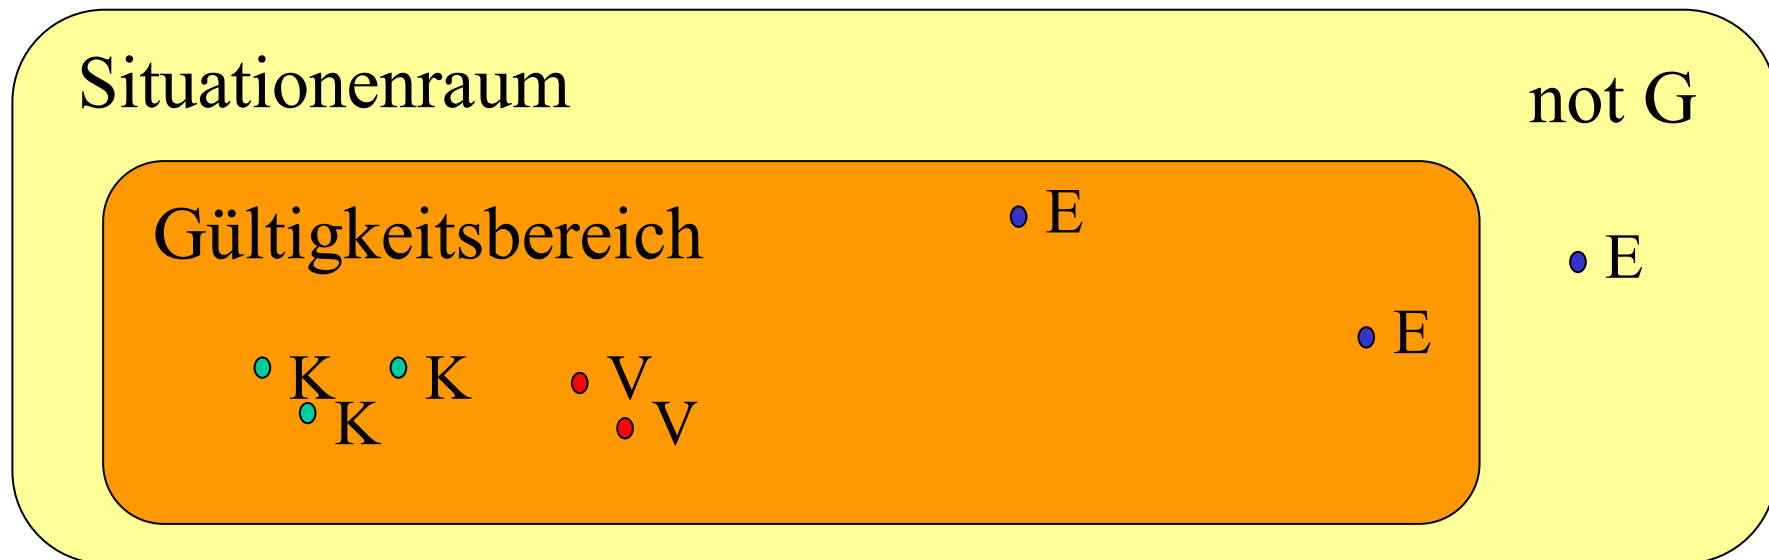 Situationenraum
not G
Gültigkeitsbereich
E
E
E
K
K
V
K
V